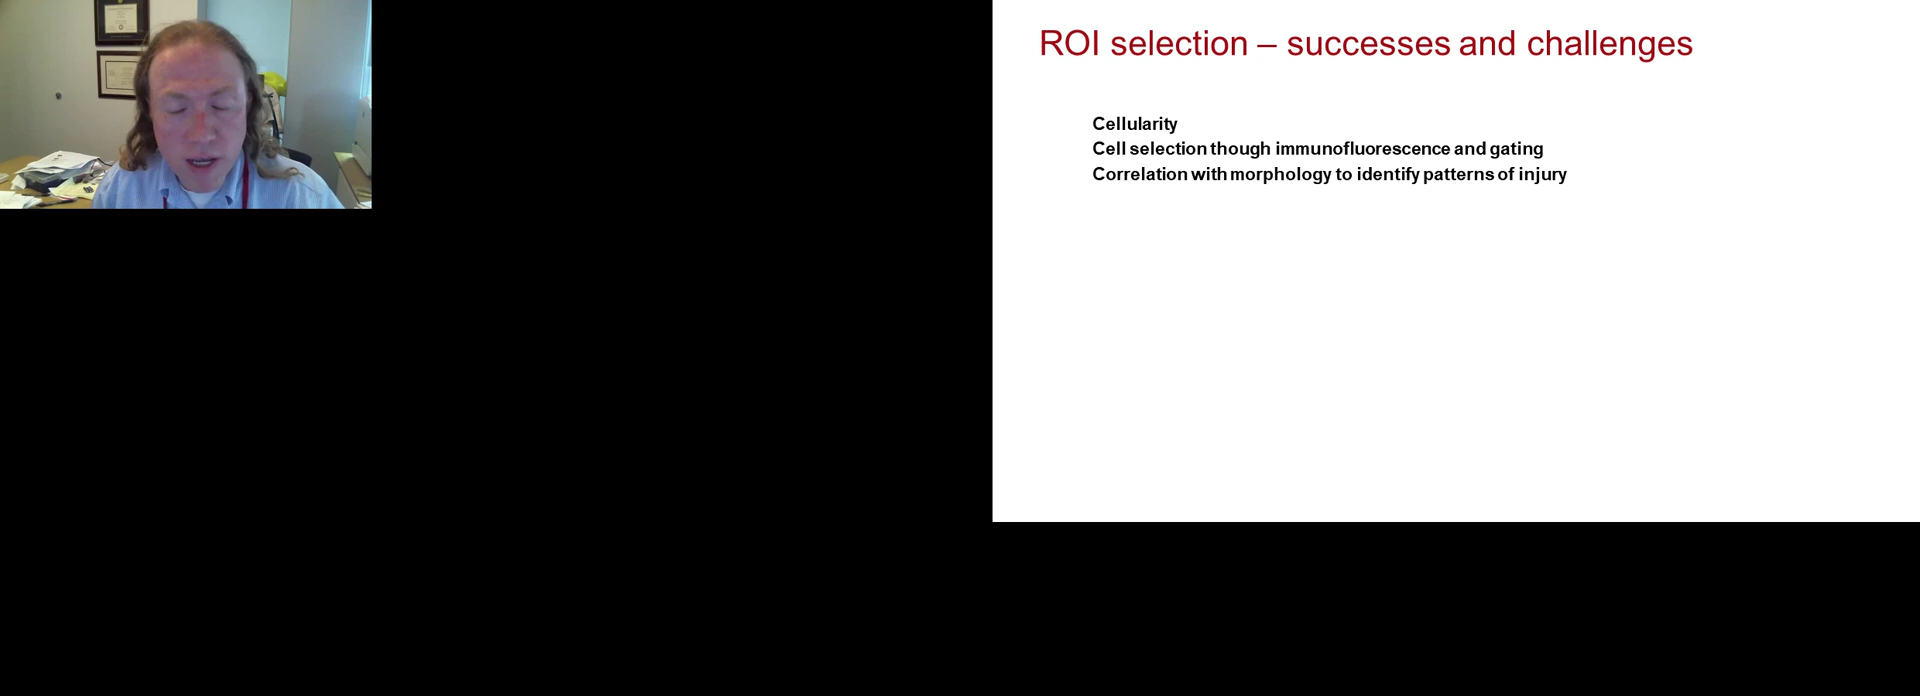 ROI selection – successes and challenges
Cellularity
Cell selection though immunofluorescence and gating
Correlation with morphology to identify patterns of injury